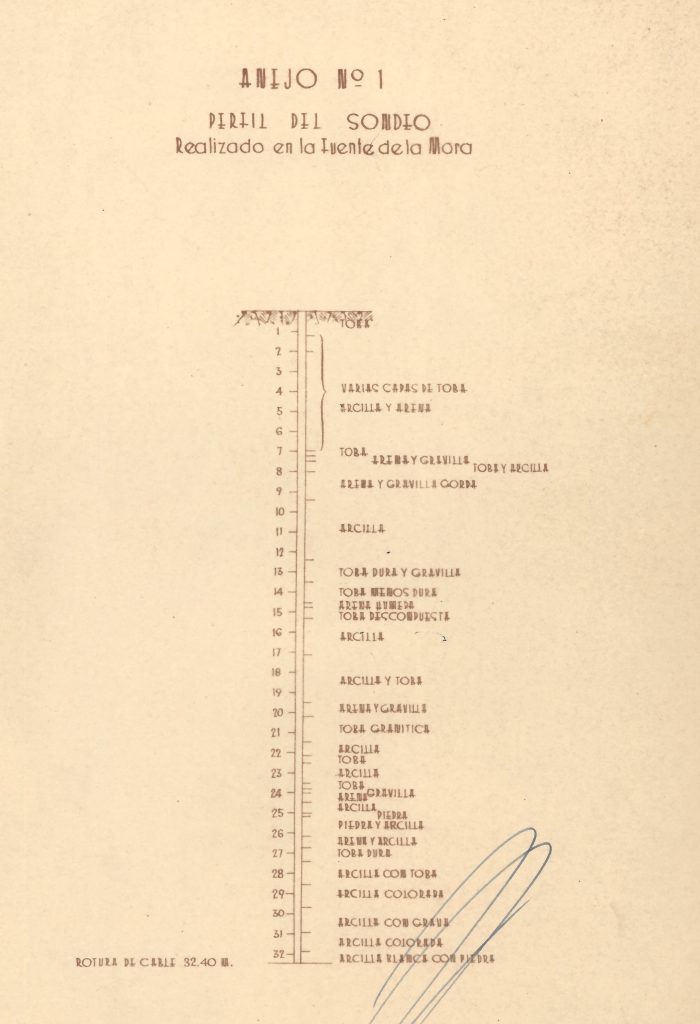 ANEJO Nº 1
PERFIL DEL SONDEO
Realizado en la Fuente de la Mora
TOBA
1
2
3
4 VARIAS CAPAS DE TOBA
5 ARCILLA Y ARENA
6
7 TOBA
ARENA Y GRAVILLA
TOBA Y ARCILLA
8
9 ARENA Y GRAVILLA GORDA
10
11 ARCILLA
12
13 TOBA DURA Y GRAVILLA
14 TOBA MENOS DURA
ARENA HUMEDA
15 TOBA DESCOMPUESTA
16 ARCILLA
17
18 ARCILLA Y TOBA
19
20 ARENA Y GRAVILLA
21 TOBA GRANITICA
22 ARCILLA
TOBA
23 ARCILLA
TOBA
24 ARENA GRAVILLA
ARCILLA
25 PIEDRA
PIEDRA Y ARCILLA
26 ARENA Y ARCILLA
27 TOBA DURA
28 ARCILLA CON TOBA
29 ARCILLA COLORADA
30 ARCILLA CON GRAVA
31 ARCILLA COLORADA
32 ARCILLA BLANCA CON PIEDRA
ROTURA DE CABLE 32.40 M.